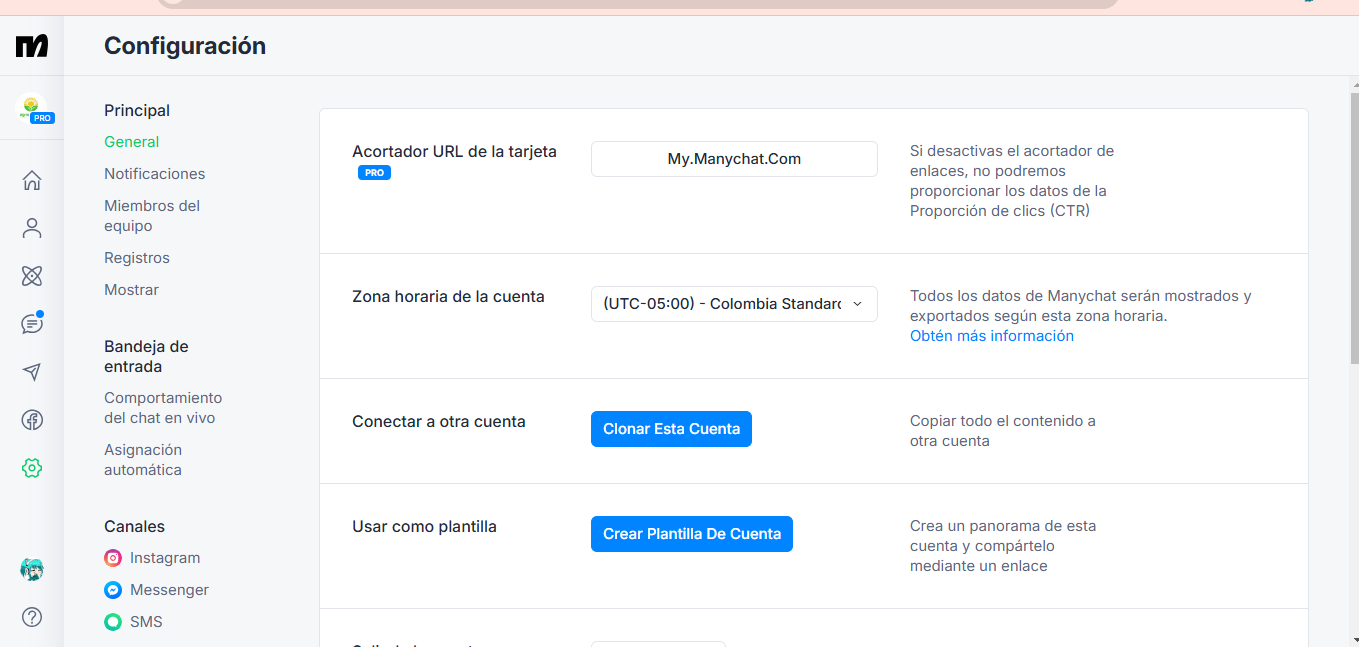 Configuración
PRO
Principal
General
Notificaciones
Miembros del
equipo
Registros
Mostrar
Bandeja de
entrada
Comportamiento
del chat en vivo
Asignación
automática
Canales
Instagram
Messenger
SMS
Acortador URL de la tarjeta
PRO
My.Manychat.Com
Si desactivas el acortador de
enlaces, no podremos
proporcionar los datos de la
Proporción de clics (CTR)
Zona horaria de la cuenta
(UTC-05:00) - Colombia Standard
Todos los datos de Manychat serán mostrados y
exportados según esta zona horaria.
Obtén más información
Conectar a otra cuenta
Clonar Esta Cuenta
Copiar todo el contenido a
otra cuenta
Usar como plantilla
Crear Plantilla De Cuenta
Crea un panorama de esta
cuenta y compártelo
mediante un enlace